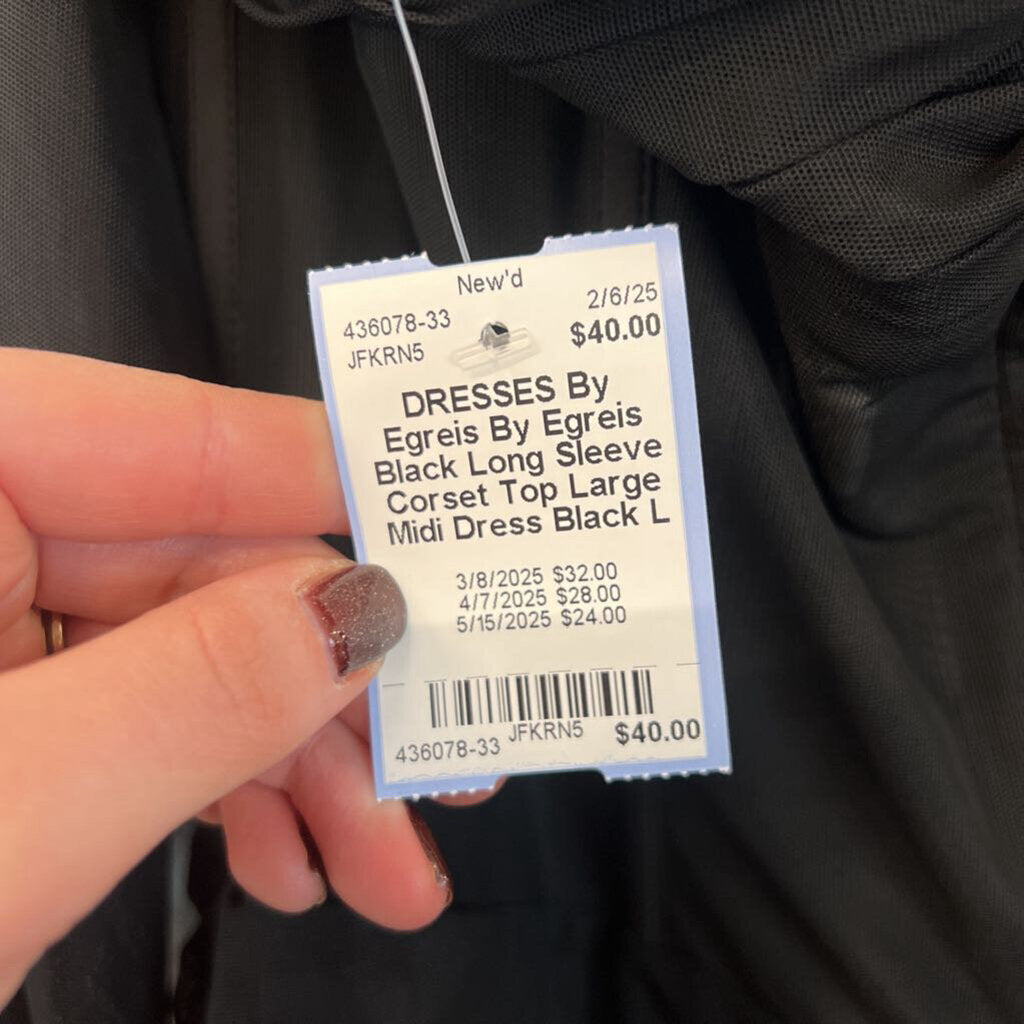 New'd
436078-33 2/6/25
JFKRN5 $40.00
DRESSES By
Egreis By Egreis
Black Long Sleeve
Corset Top Large
Midi Dress Black L
3/8/2025 $32.00
4/7/2025 $28.00
5/15/2025 $24.00
436078-33 JFKRN5 $40.00